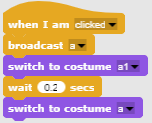 when I am clicked
broadcast a
switch to costume a1
wait 0.2 secs
switch to costume a